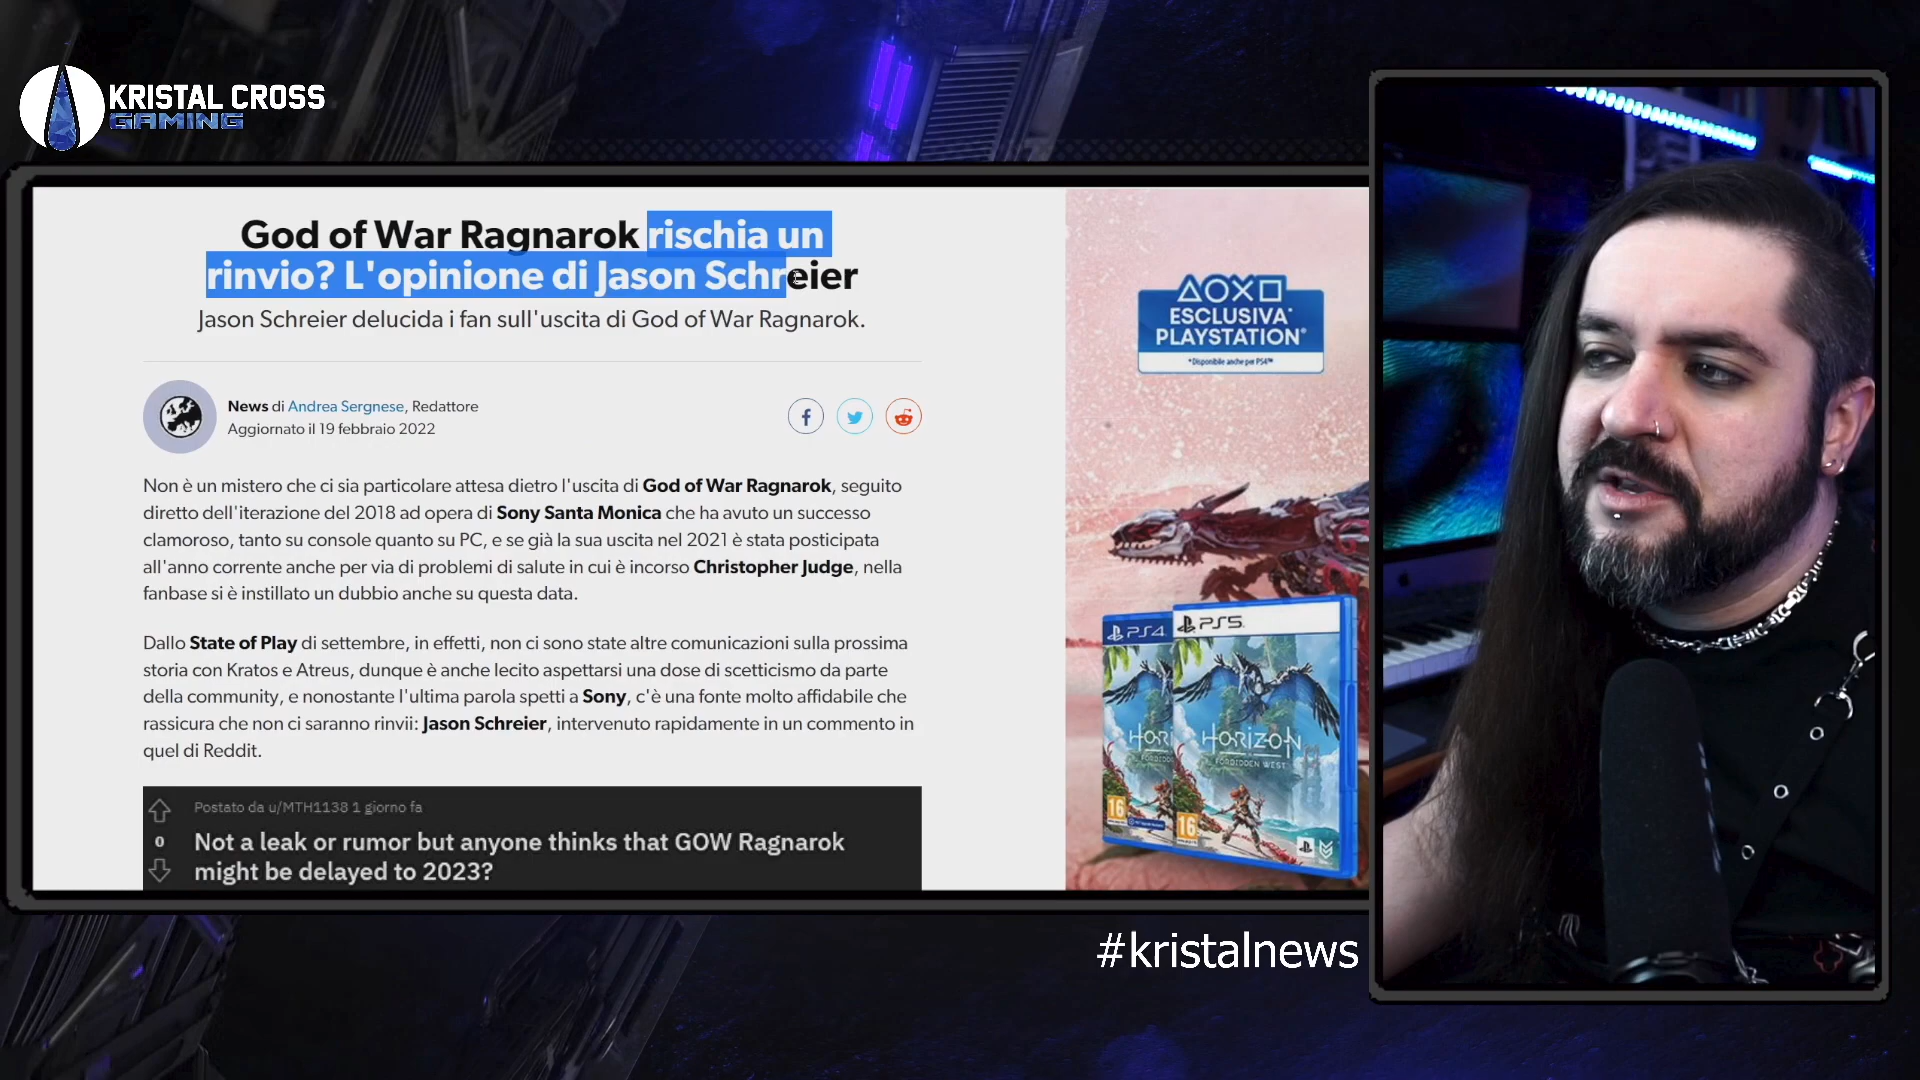 KRISTAL CROSS
GAMING
God of War Ragnarok rischia un
rinvio? L'opinione di Jason Schreier
Jason Schreier delucida i fan sull'uscita di God of War Ragnarok.
News di Andrea Sergnese, Redattore
Aggiornato il 19 febbraio 2022
Non è un mistero che ci sia particolare attesa dietro l'uscita di God of War Ragnarok, seguito
diretto dell'iterazione del 2018 ad opera di Sony Santa Monica che ha avuto un successo
clamoroso, tanto su console quanto su PC, e se già la sua uscita nel 2021 è stata posticipata
all'anno corrente anche per via di problemi di salute in cui è incorso Christopher Judge, nella
fanbase si è instillato un dubbio anche su questa data.
Dallo State of Play di settembre, in effetti, non ci sono state altre comunicazioni sulla prossima
storia con Kratos e Atreus, dunque è anche lecito aspettarsi una dose di scetticismo da parte
della community, e nonostante l'ultima parola spetti a Sony, c'è una fonte molto affidabile che
rassicura che non ci saranno rinvii: Jason Schreier, intervenuto rapidamente in un commento in
quel di Reddit.
Postato da u/MTH1138 1 giorno fa
0
Not a leak or rumor but anyone thinks that GOW Ragnarok
might be delayed to 2023?
ESCLUSIVA*
PLAYSTATION®
*Disponibile anche per PS4™
PS4
PS5
HORI
HORIZON
FORBIDDEN WEST
16
16
#kristalnews